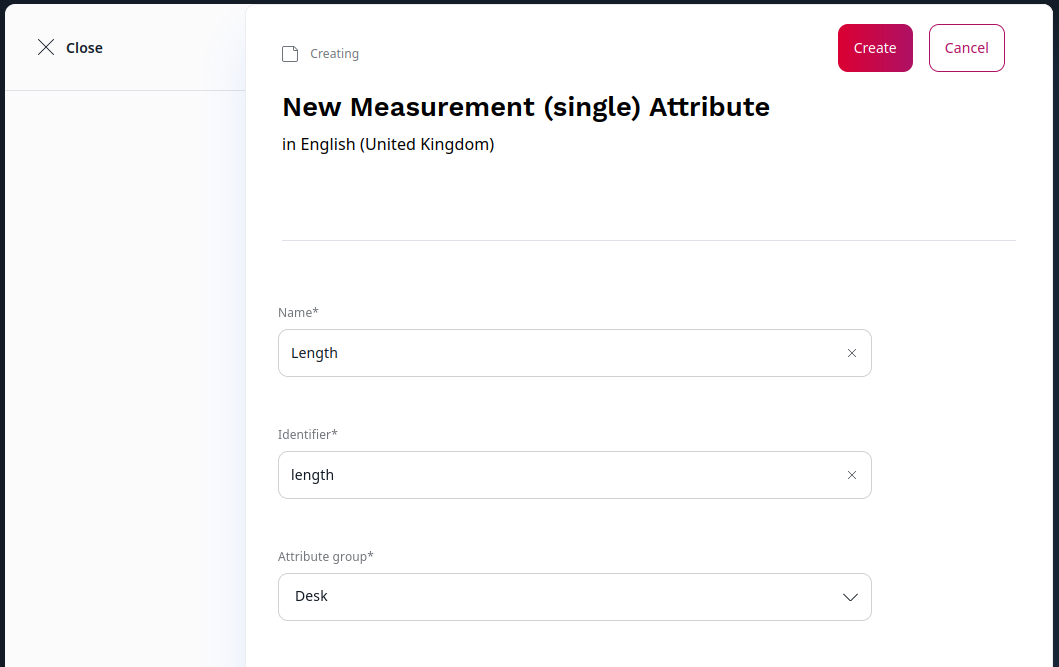 Close
Creating
Create
Cancel
New Measurement (single) Attribute
in English (United Kingdom)
Name*
Length
Identifier*
length
Attribute group*
Desk